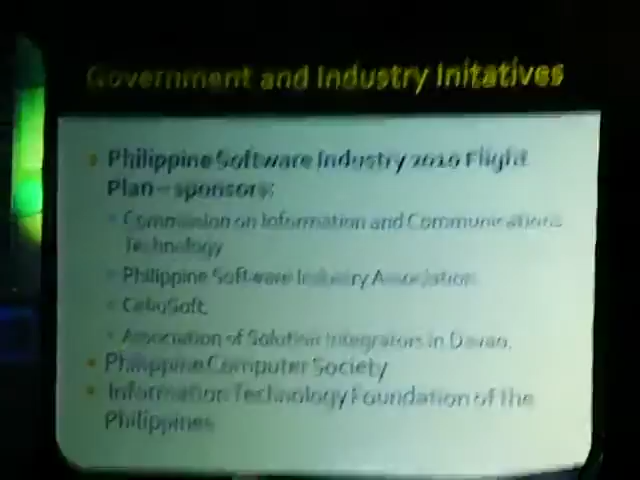 Government and Industry Initatives
Philippine Software Industry 2010 Flight
Plan – sponsors:
Commission on Information and Communications
Technology
Philippine Software Industry Association
CebuSoft
Association of Solution Integrators in Davao.
Philippine Computer Society
Information Technology Foundation of the
Philippines